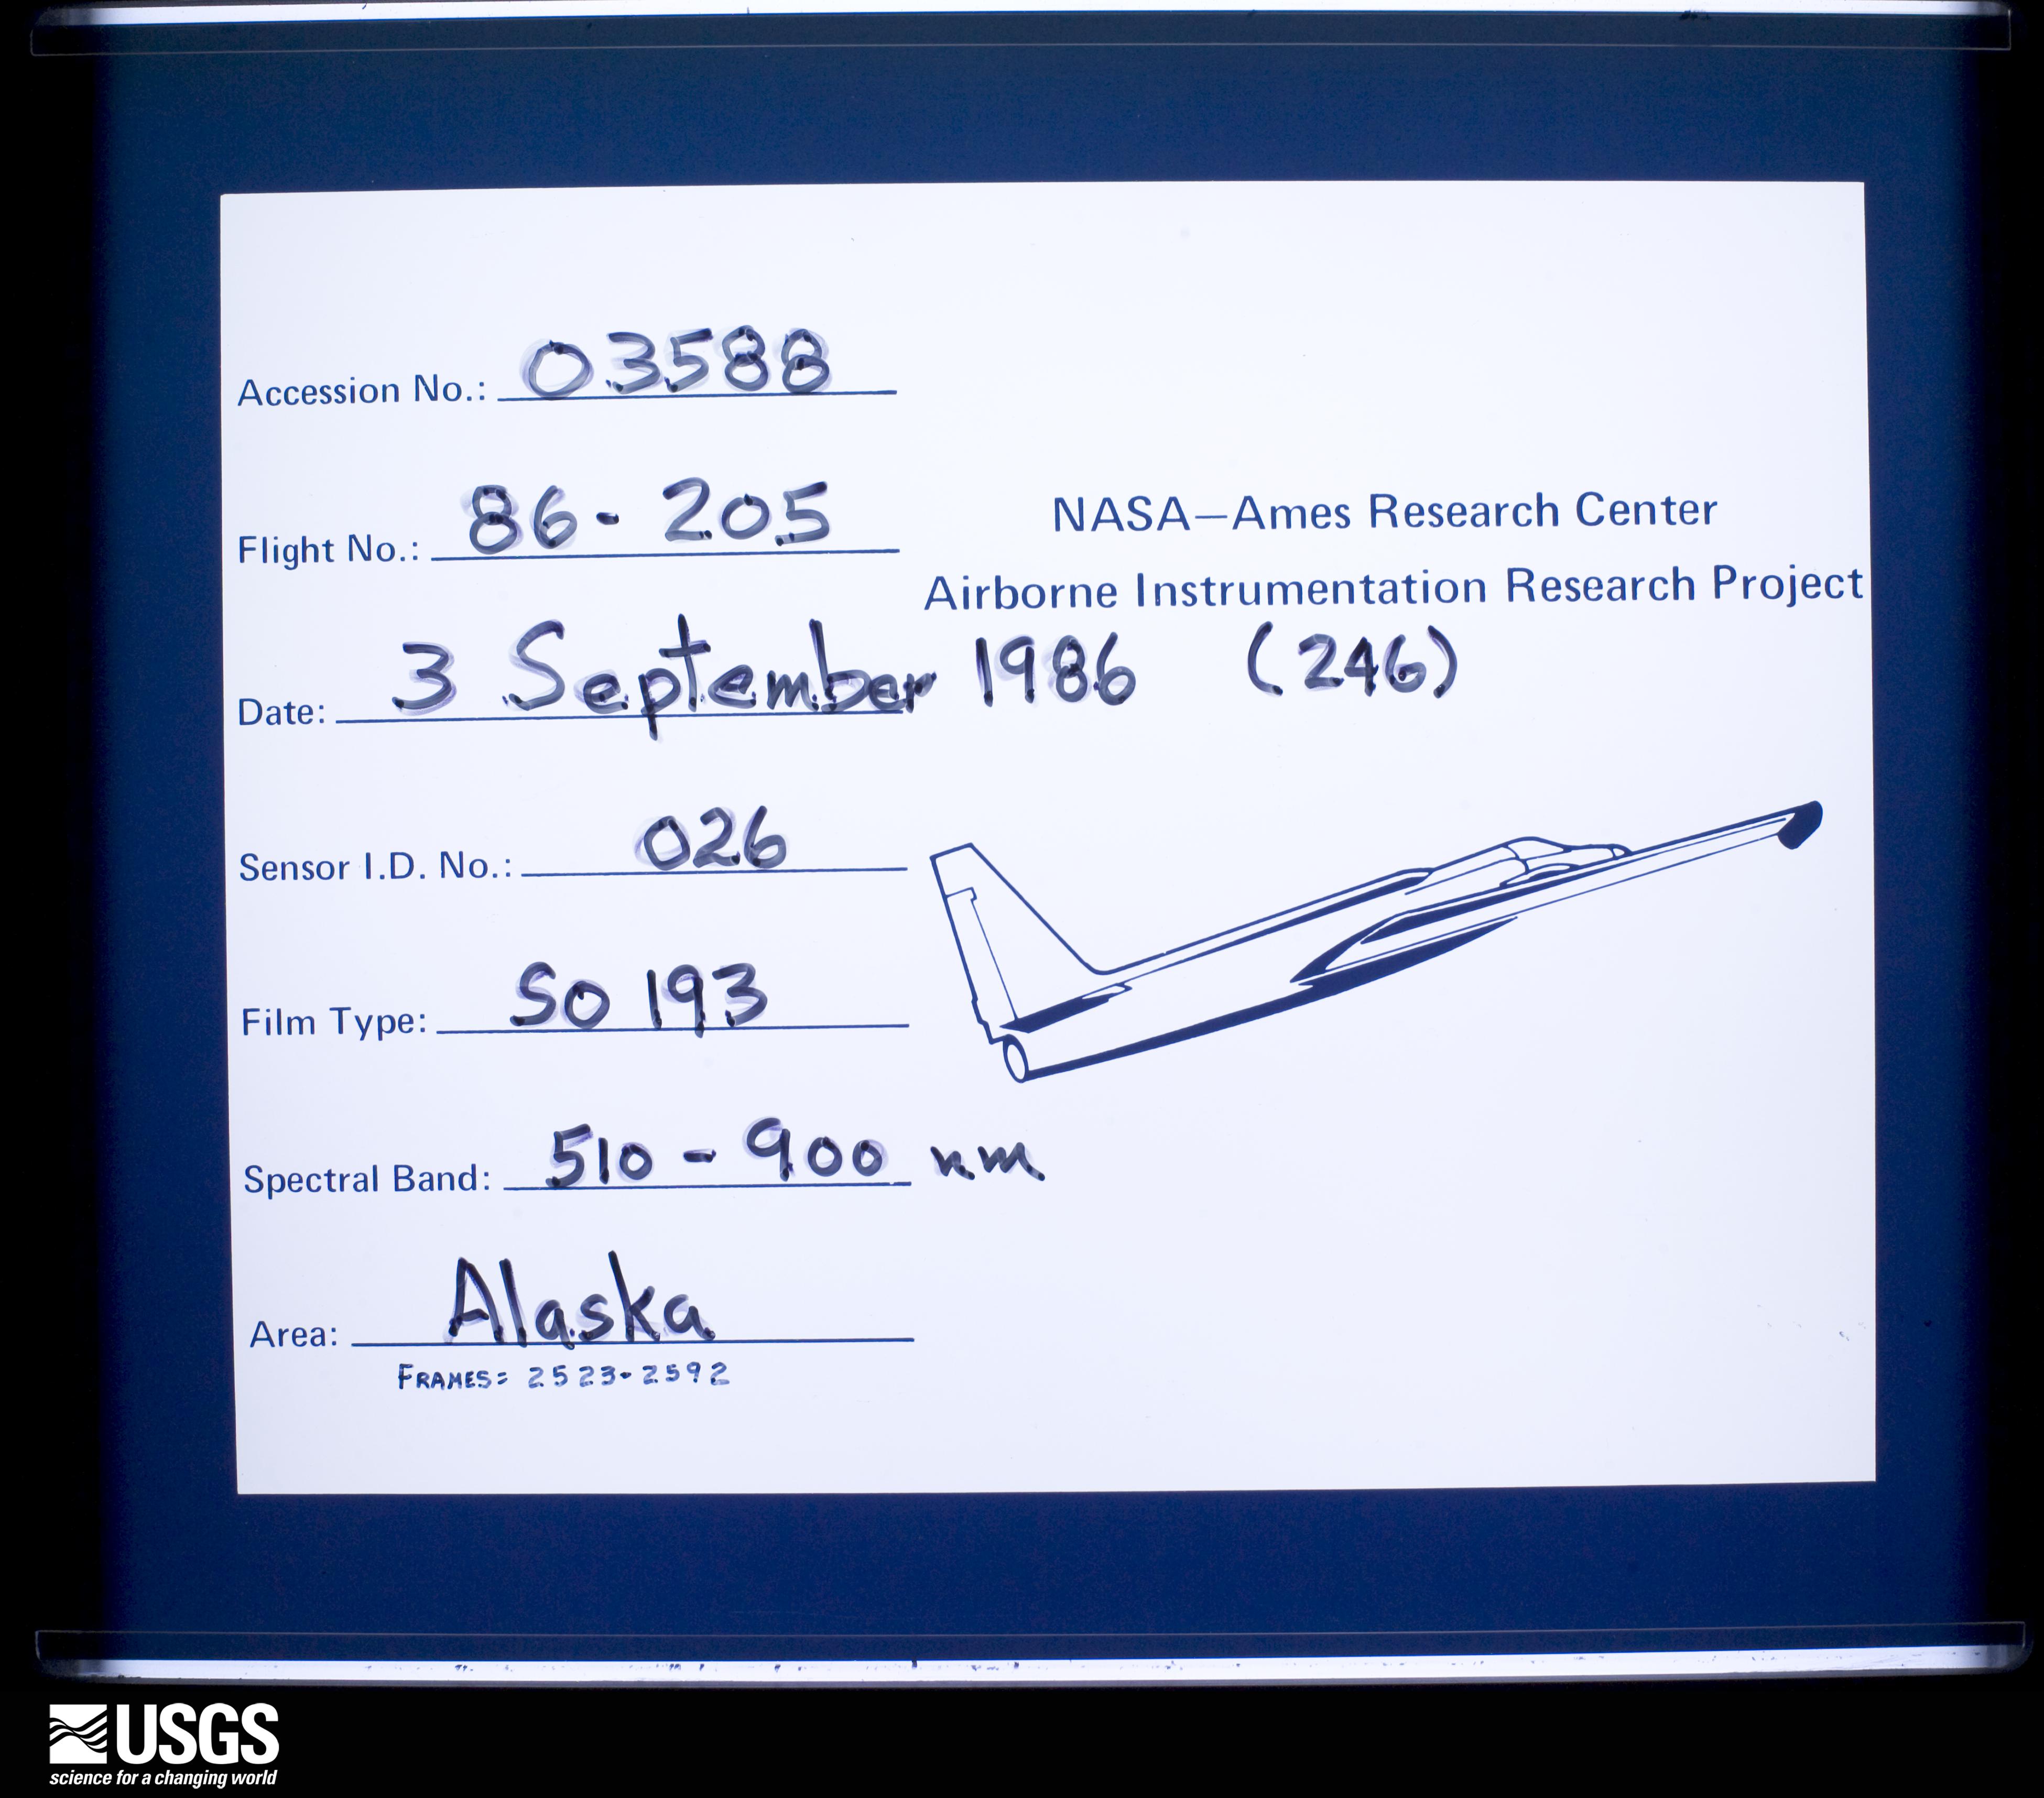 Accession No.: 03588
Flight No.: 86-205
NASA—Ames Research Center
Airborne Instrumentation Research Project
Date: 3 September 1986 (246)
Sensor I.D. No.: 026
Film Type: SO 193
Spectral Band: 510 - 900 nm
Area: Alaska
FRAMES= 2523-2592
USGS
science for a changing world